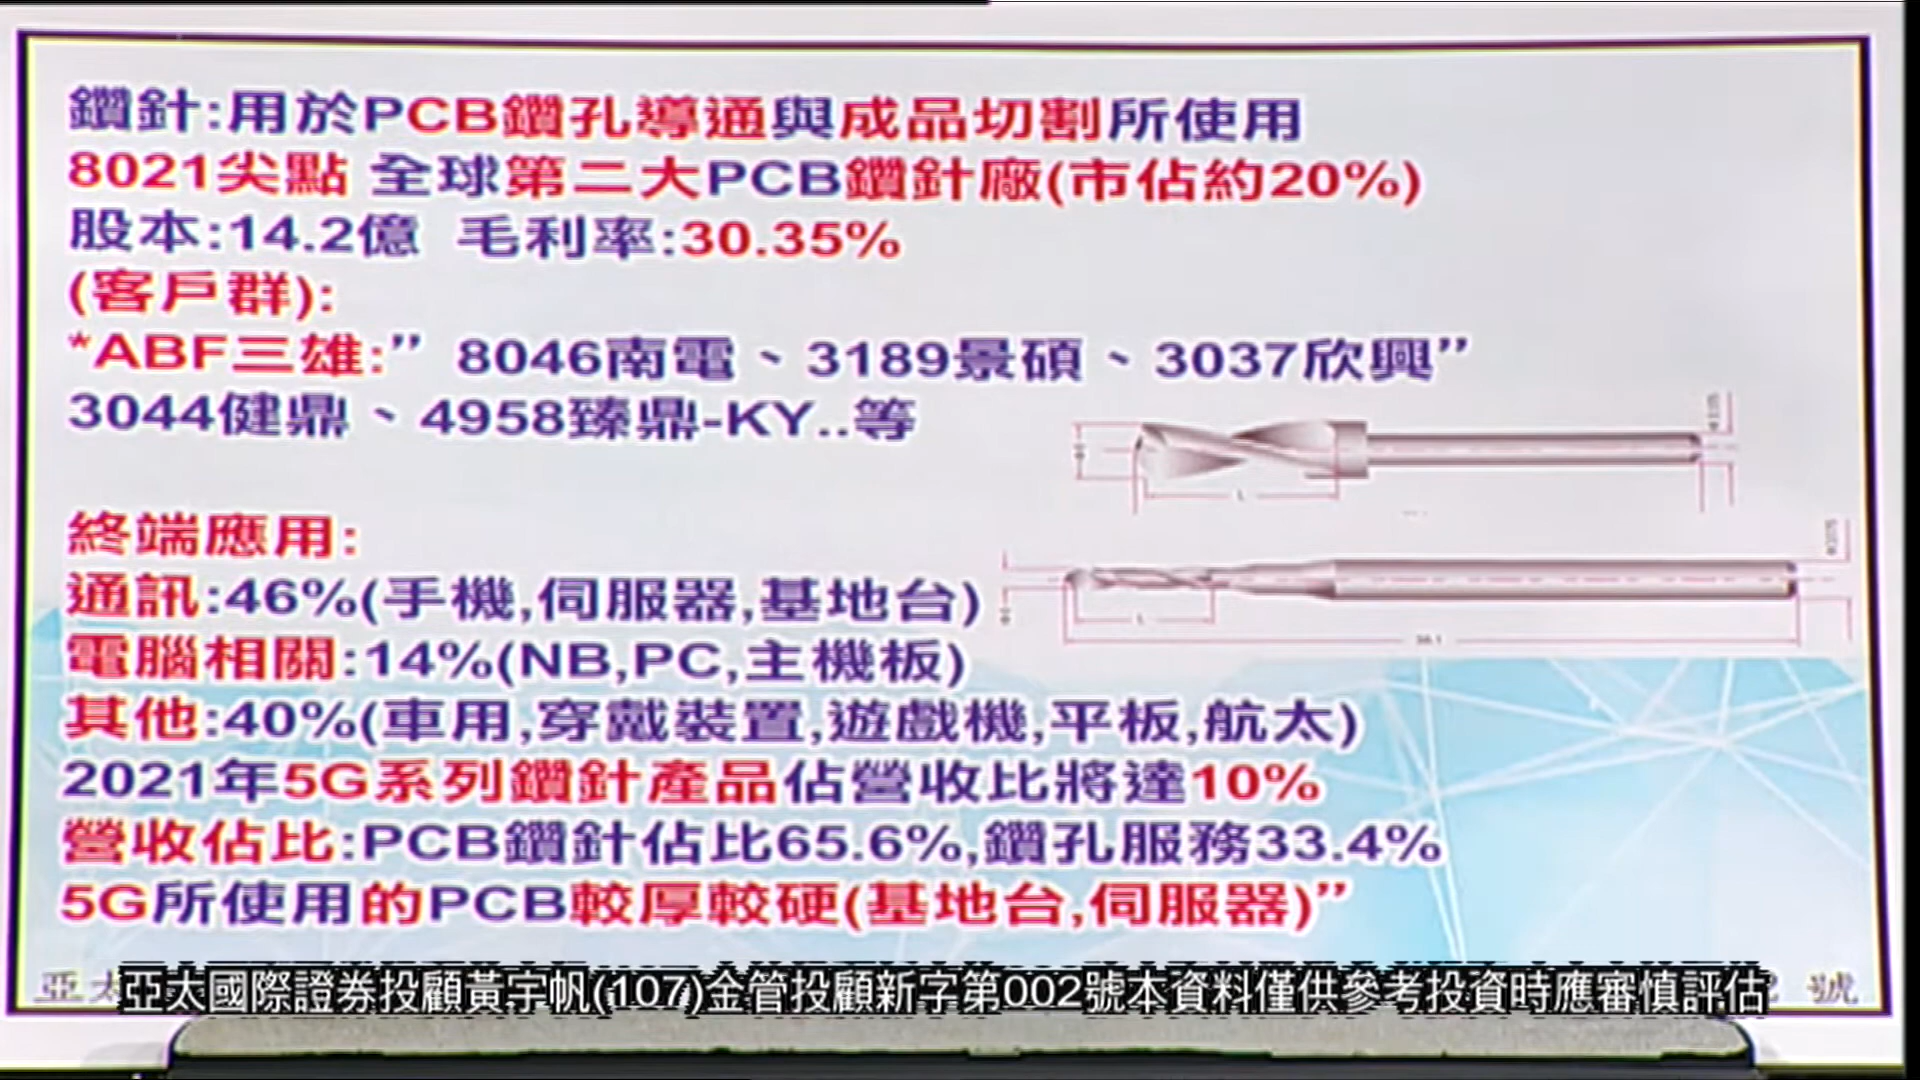 鑽針:用於PCB鑽孔導通與成品切割所使用
8021尖點 全球第二大PCB鑽針廠(市佔約20%)
股本:14.2億 毛利率:30.35%
(客戶群):
*ABF三雄:” 8046南電、3189景碩、3037欣興”
3044健鼎、4958臻鼎-KY..等
終端應用:
通訊:46%(手機,伺服器,基地台)
電腦相關:14%(NB,PC,主機板)
其他:40%(車用,穿戴裝置,遊戲機,平板,航太)
2021年5G系列鑽針產品佔營收比將達10%
營收佔比:PCB鑽針佔比65.6%,鑽孔服務33.4%
5G所使用的PCB較厚較硬(基地台,伺服器)”
L
L
38.1
亞太 號
亞太國際證券投顧黃宇帆(107)金管投顧新字第002號本資料僅供參考投資時應審慎評估